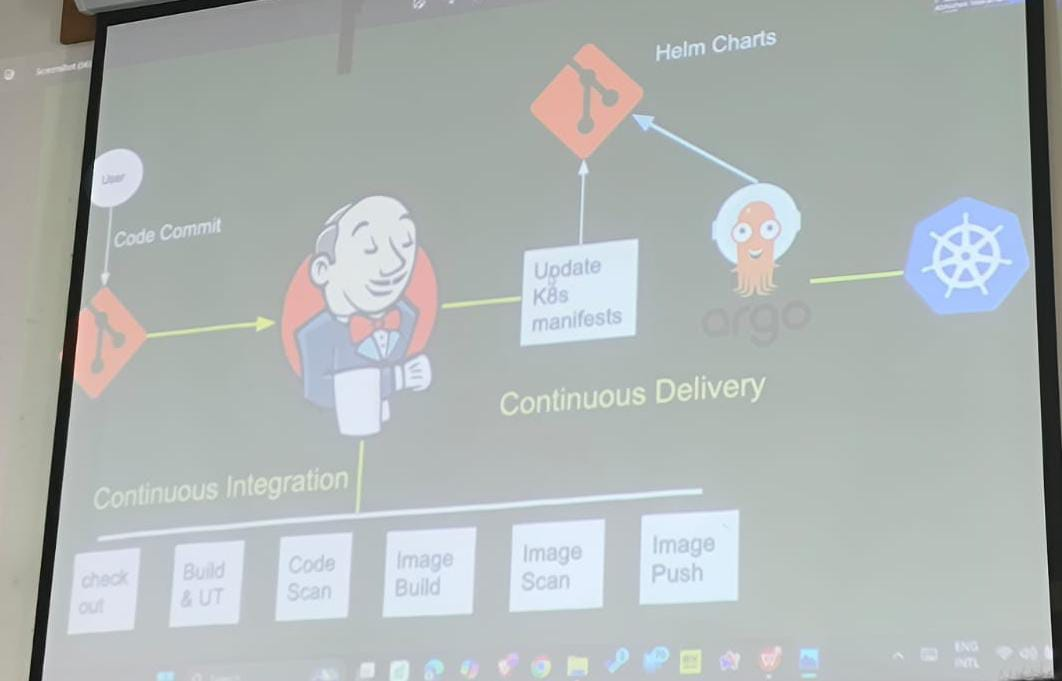 Helm Charts
User
Code Commit
Update
K8s
manifests
argo
Continuous Delivery
Continuous Integration
check
out
Build
& UT
Code
Scan
Image
Build
Image
Scan
Image
Push
ENG
INTL